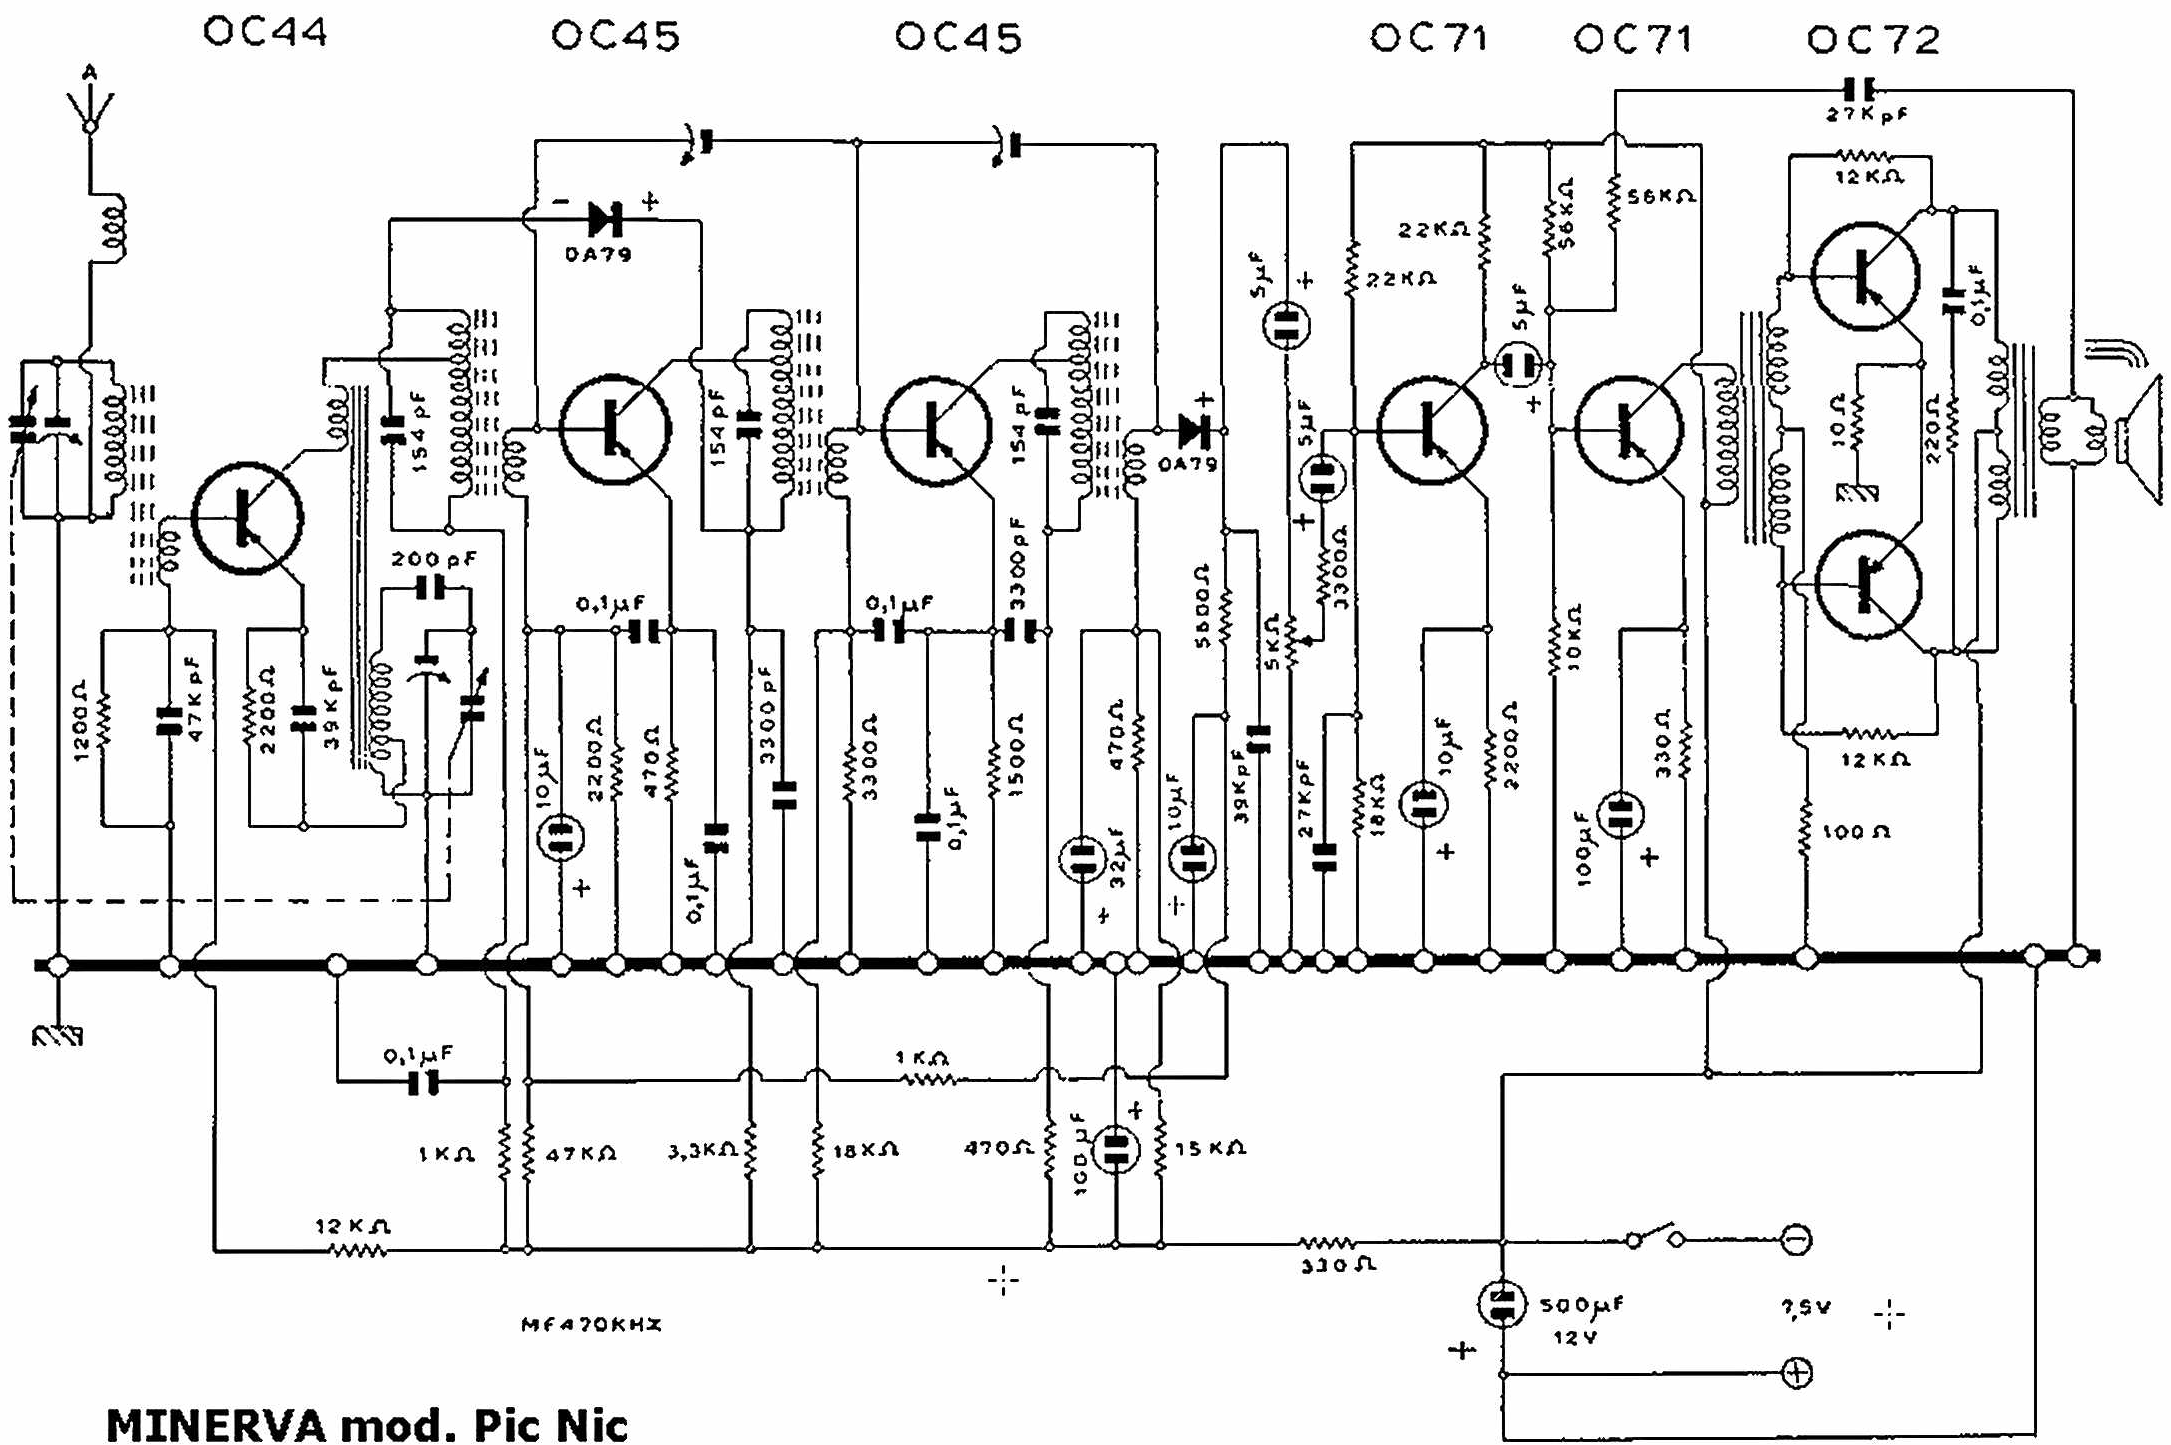 OC44 OC45 OC45 OC71 OC71 OC72
A
27KpF
12KΩ
56KΩ
56KΩ
- +
OA79
22KΩ
22KΩ
5µF +
5µF
+
0,1µF
154pF
154pF
154pF
+
OA79
5µF
+
10Ω
220Ω
200pF
3300pF
3300Ω
5600Ω
0,1µF
0,1µF
5KΩ
10KΩ
1200Ω
47KpF
2200Ω
39KpF
10µF
+
2200Ω
470Ω
0,1µF
3300pF
3300Ω
0,1µF
1500Ω
470Ω
32µF
+
10µF
+
39KpF
27KpF
18KΩ
10µF
+
2200Ω
100µF
+
330Ω
12KΩ
100Ω
0,1µF
1KΩ
1KΩ
47KΩ
3,3KΩ
18KΩ
470Ω
100µF
+
15KΩ
12KΩ
330Ω
-
500µF
12V
+
7,5V
+
MF470KHZ
MINERVA mod. Pic Nic